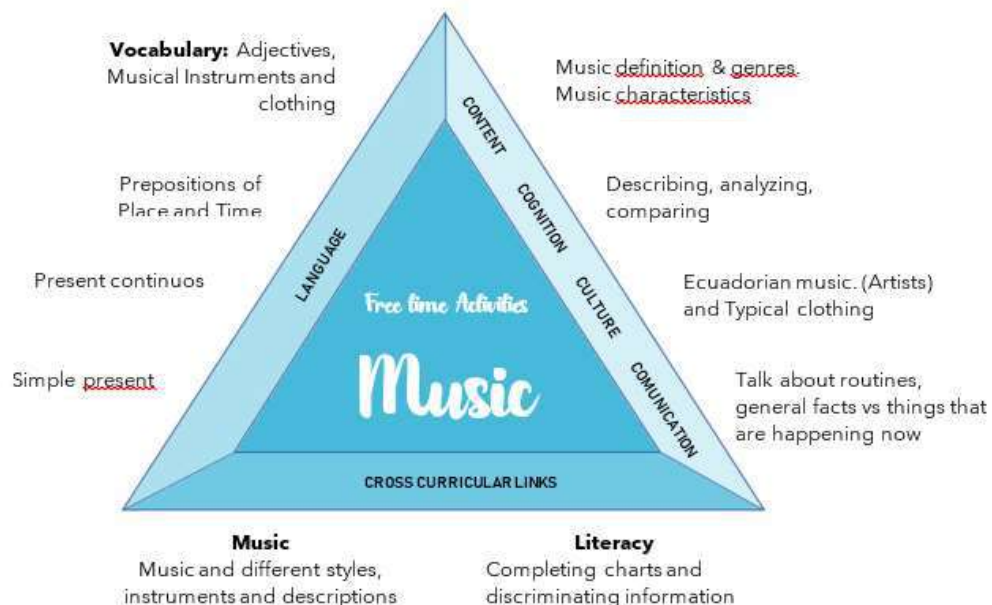 Vocabulary: Adjectives,
Musical Instruments and
clothing
Prepositions of
Place and Time
Present continuos
Simple present
LANGUAGE
Free time Activities
Music
CONTENT
COGNITION
CULTURE
COMUNICATION
Music definition & genres
Music characteristics
Describing, analyzing,
comparing
Ecuadorian music. (Artists)
and Typical clothing
Talk about routines,
general facts vs things that
are happening now
CROSS CURRICULAR LINKS
Music
Music and different styles,
instruments and descriptions
Literacy
Completing charts and
discriminating information